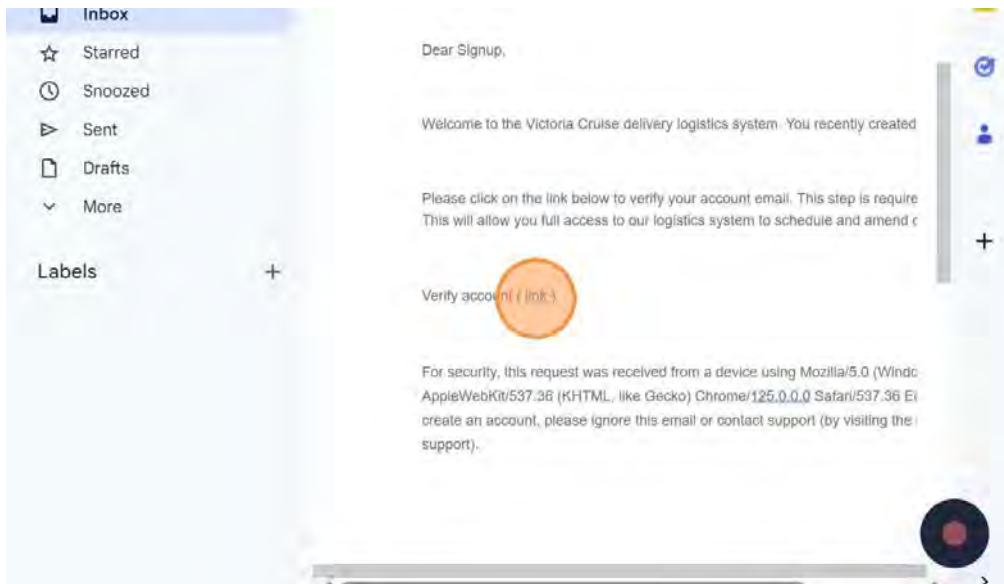 Inbox
Starred
Snoozed
Sent
Drafts
More
Labels
Dear Signup,
Welcome to the Victoria Cruise delivery logistics system. You recently created
Please click on the link below to verify your account email. This step is require
This will allow you full access to our logistics system to schedule and amend
Verify account ( link )
For security, this request was received from a device using Mozilla/5.0 (Windo
AppleWebKit/537.36 (KHTML, like Gecko) Chrome/125.0.0.0 Safari/537.36
create an account, please ignore this email or contact support (by visiting the
support).